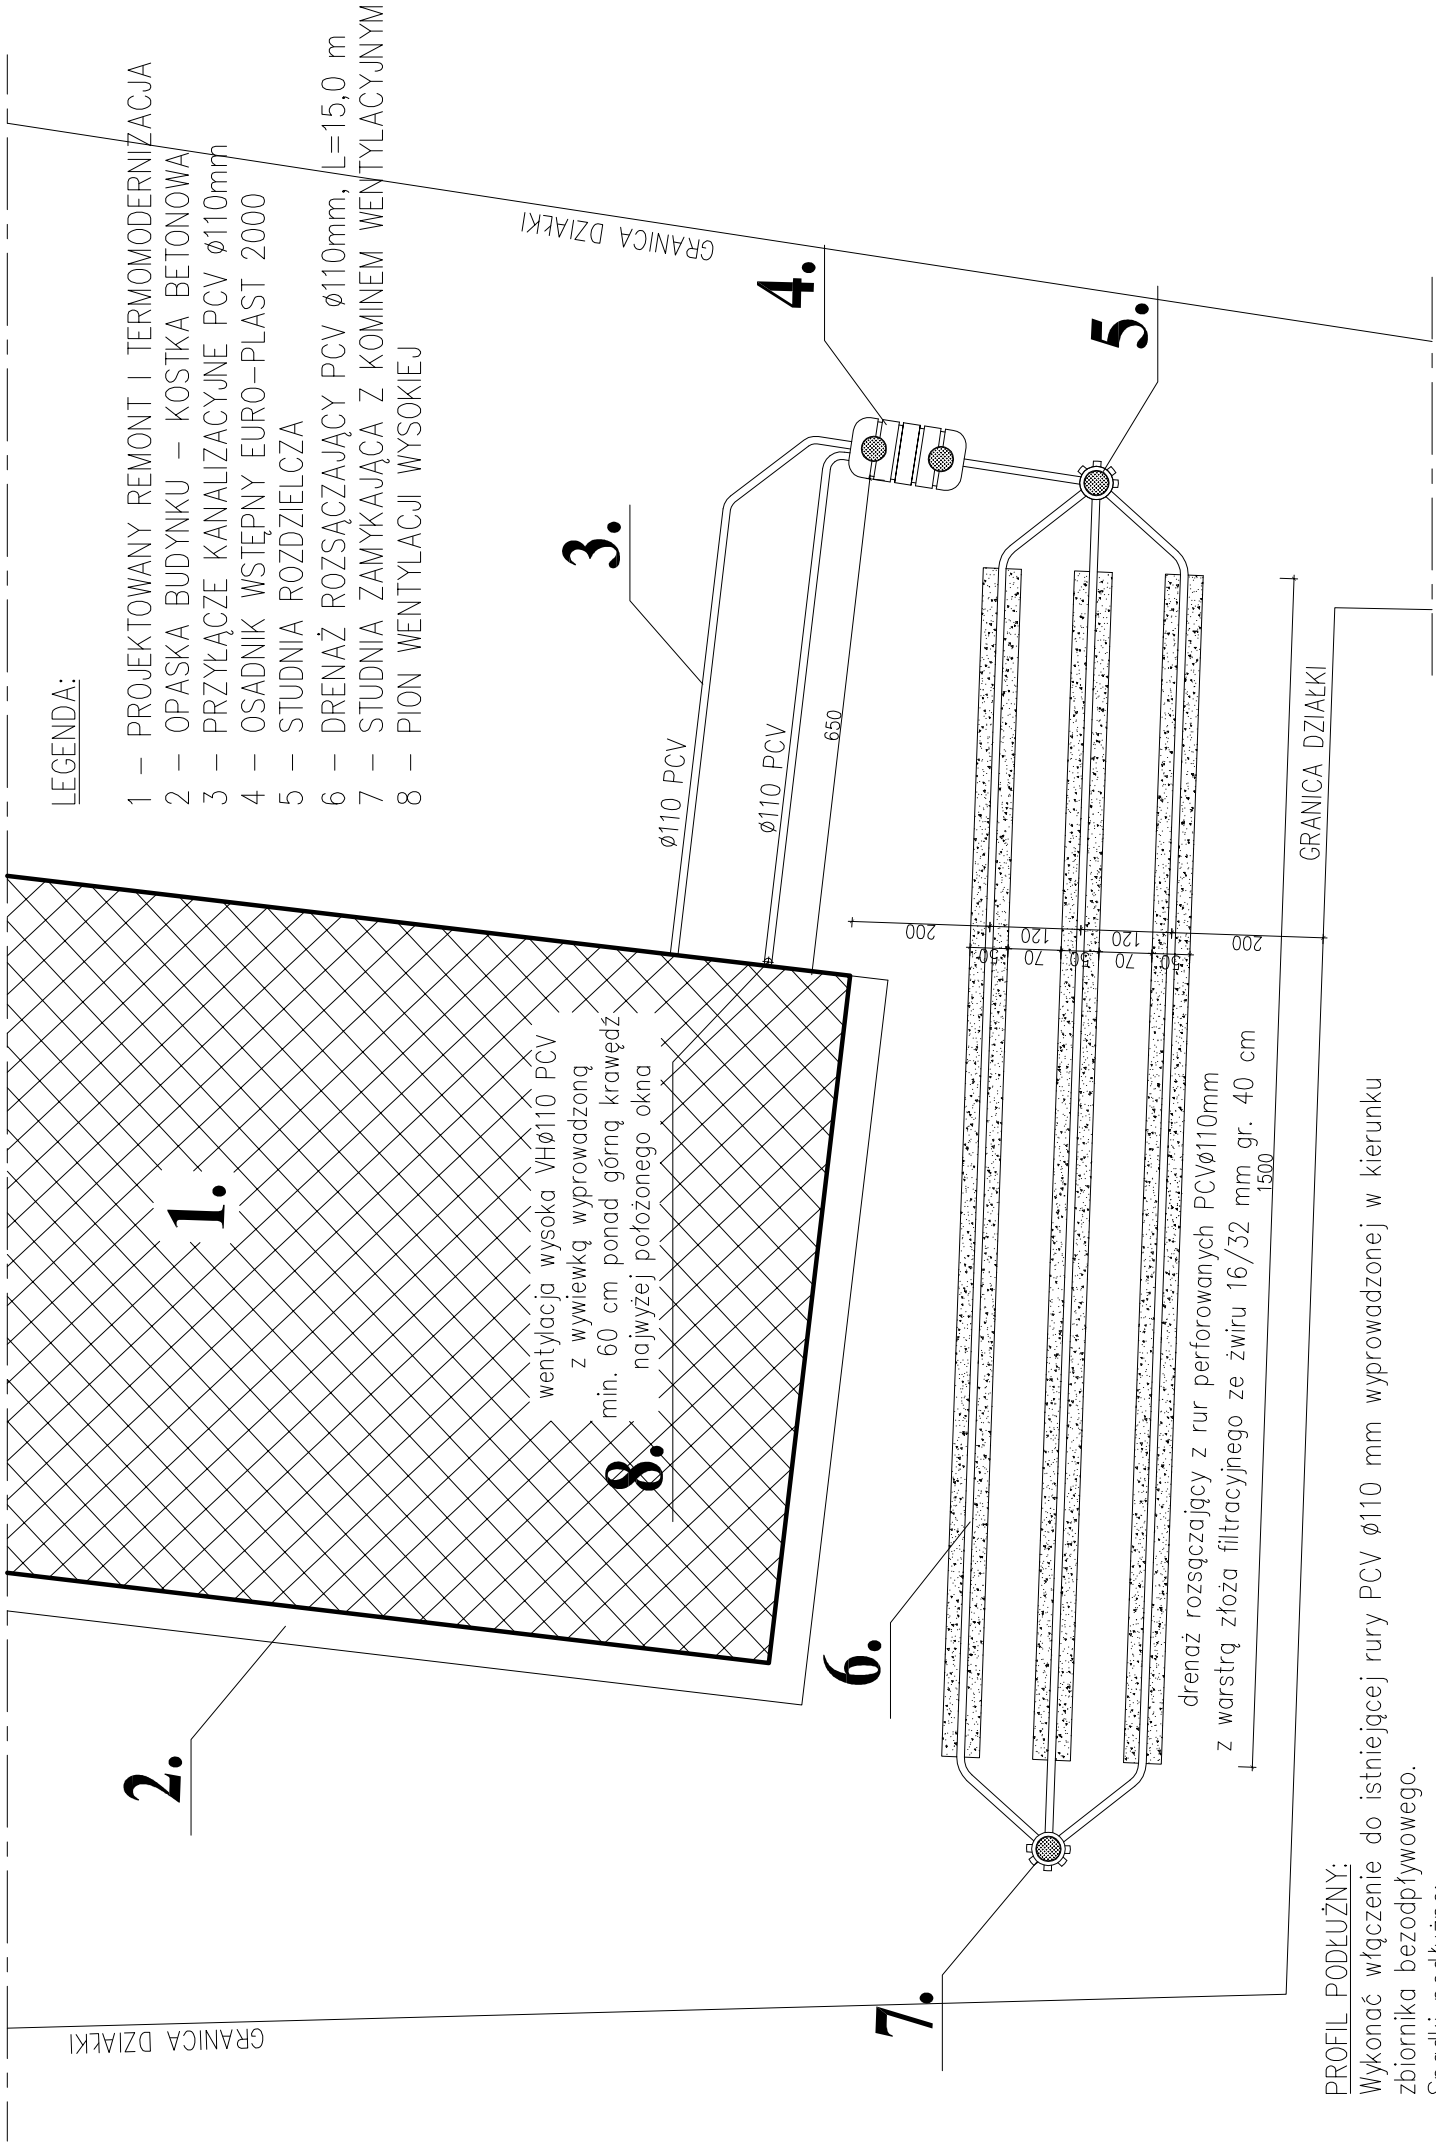 LEGENDA:
1 – PROJEKTOWANY REMONT I TERMOMODERNIZACJA
2 – OPASKA BUDYNKU – KOSTKA BETONOWA
3 – PRZYŁĄCZE KANALIZACYJNE PCV ø110mm
4 – OSADNIK WSTĘPNY EURO–PLAST 2000
5 – STUDNIA ROZDZIELCZA
6 – DRENAŻ ROZSĄCZAJĄCY PCV ø110mm, L=15,0 m
7 – STUDNIA ZAMYKAJĄCA Z KOMINEM WENTYLACYJNYM
8 – PION WENTYLACJI WYSOKIEJ
GRANICA DZIAŁKI
1.
2.
3.
4.
5.
6.
7.
8.
wentylacja wysoka VHø110 PCV
z wywiewką wyprowadzoną
min. 60 cm ponad górną krawędź
najwyżej położonego okna
ø110 PCV
ø110 PCV
650
200
120
120
200
50
70
50
70
50
drenaż rozsączający z rur perforowanych PCVø110mm
z warstrą złoża filtracyjnego ze żwiru 16/32 mm gr. 40 cm
1500
GRANICA DZIAŁKI
GRANICA DZIAŁKI
PROFIL PODŁUŻNY:
Wykonać włączenie do istniejącej rury PCV ø110 mm wyprowadzonej w kierunku
zbiornika bezodpływowego.